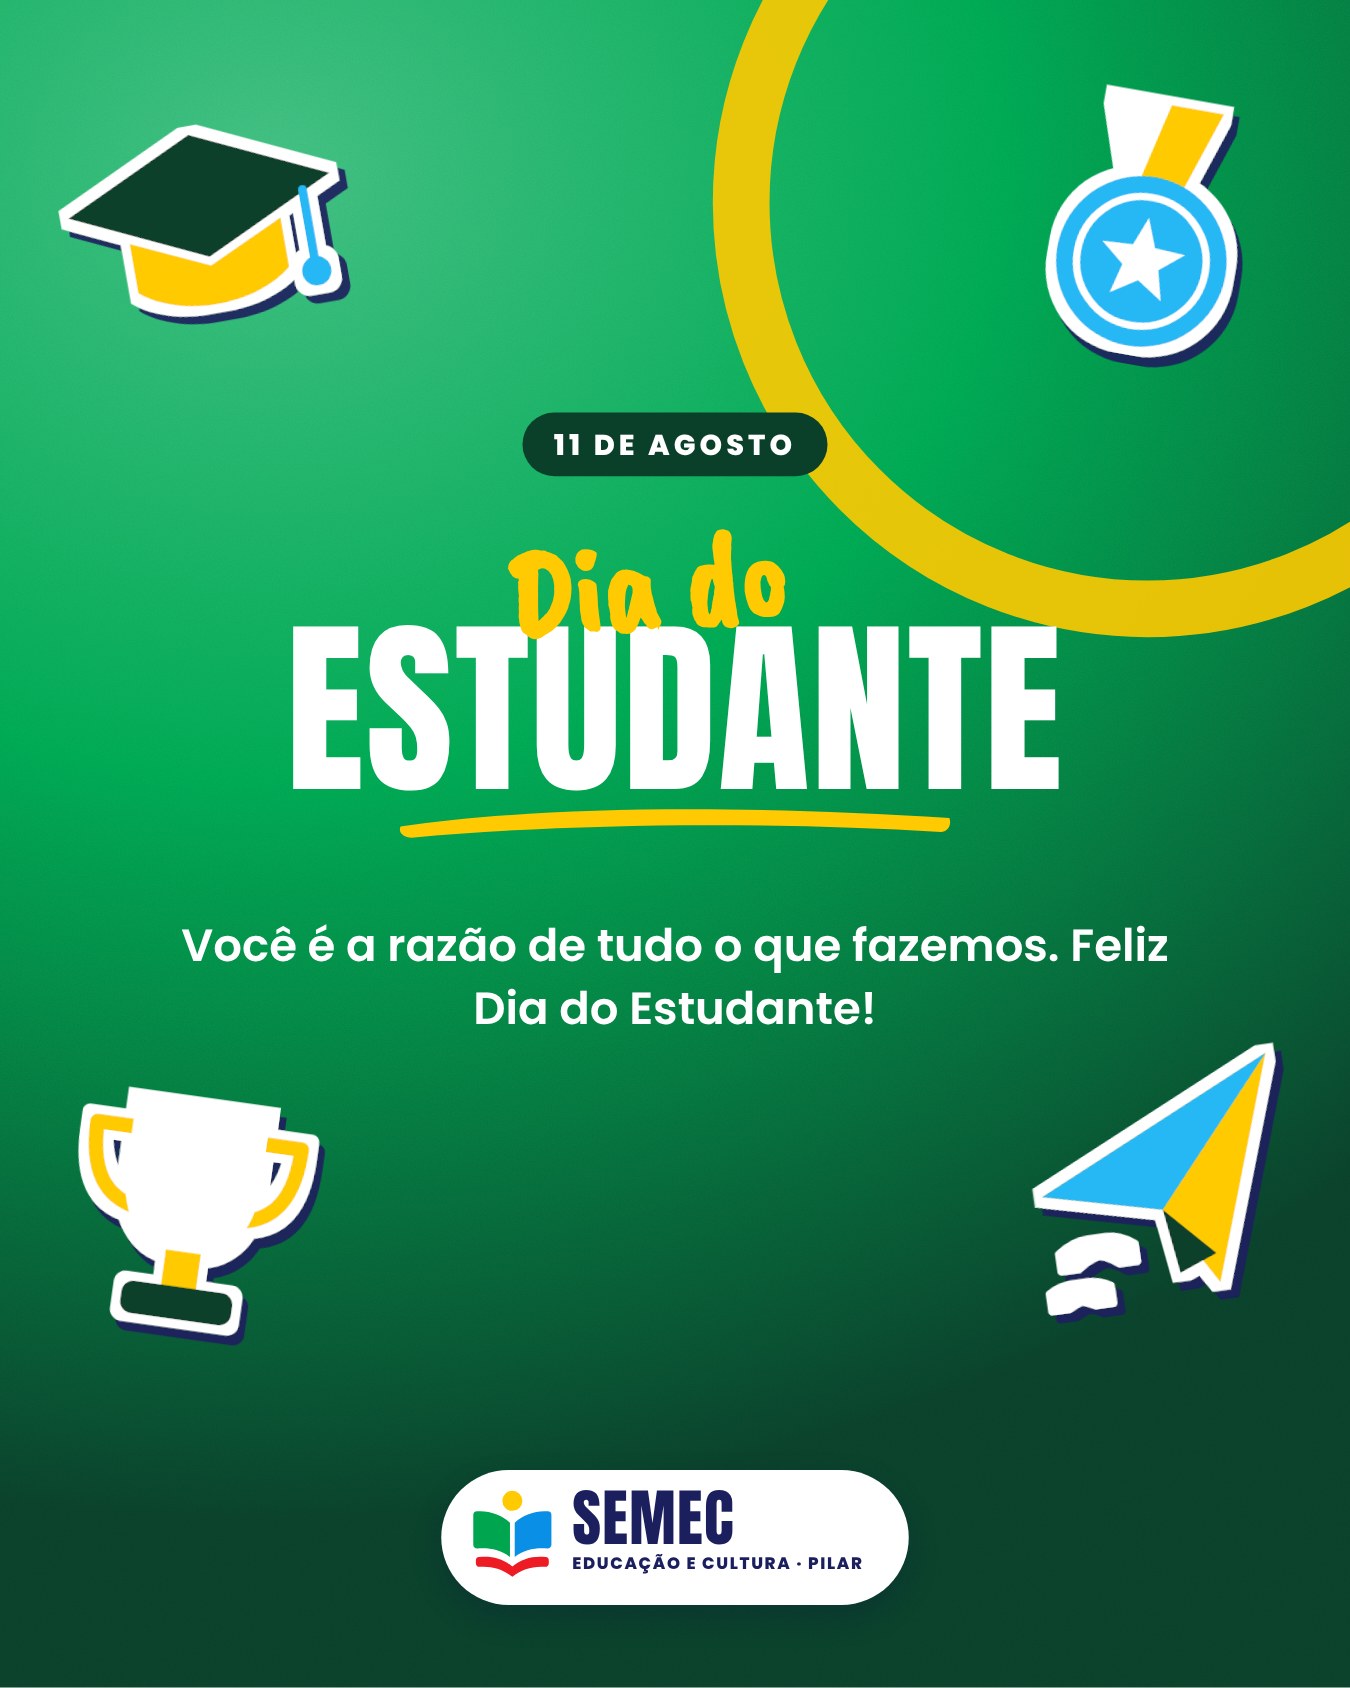 11 DE AGOSTO
Dia do
ESTUDANTE
Você é a razão de tudo o que fazemos. Feliz
Dia do Estudante!
SEMEC
EDUCAÇÃO E CULTURA · PILAR